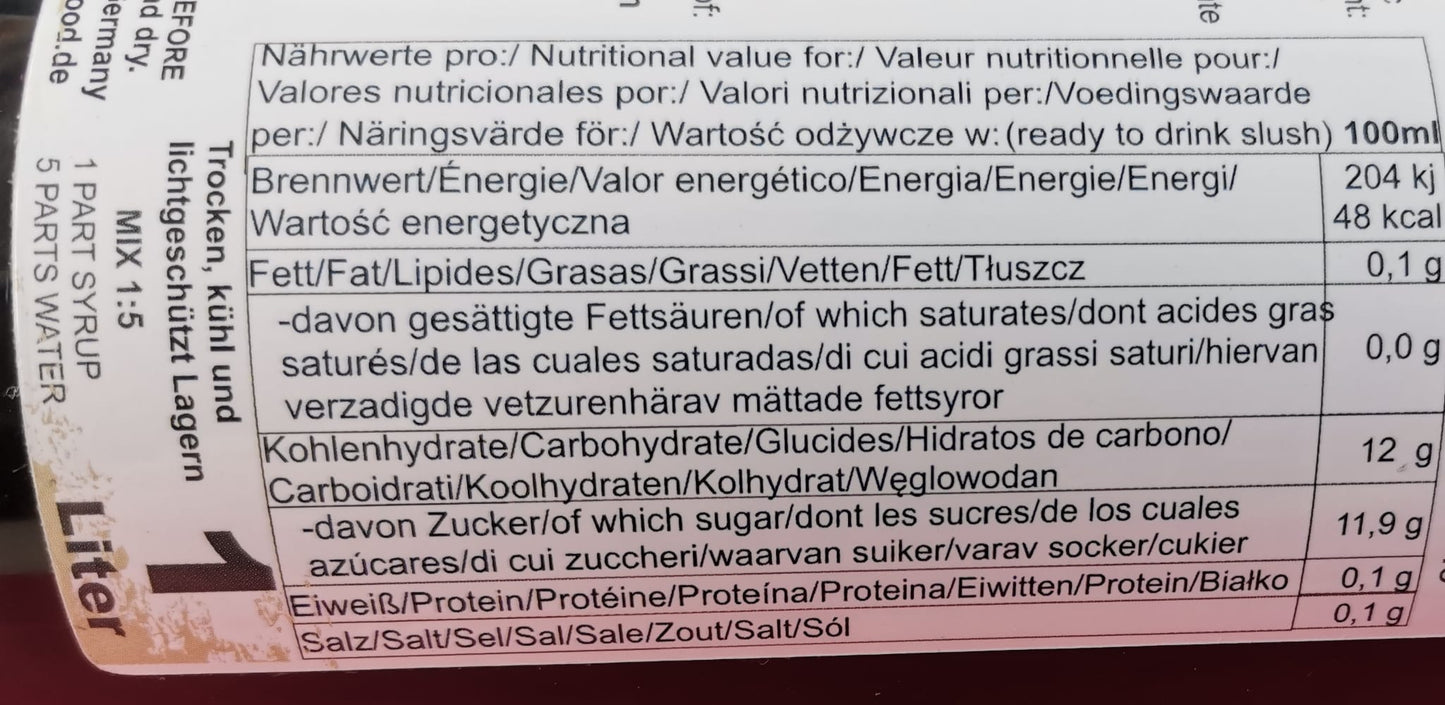 EFORE
d dry.
ermany
ood.de
Trocken, kühl und
lichtgeschützt Lagern
MIX 1:5
1 PART SYRUP
5 PARTS WATER
1
Liter
Nährwerte pro:/ Nutritional value for:/ Valeur nutritionnelle pour:/
Valores nutricionales por:/ Valori nutrizionali per:/Voedingswaarde
per:/ Näringsvärde för:/ Wartość odżywcze w: (ready to drink slush) 100ml
Brennwert/Énergie/Valor energético/Energia/Energie/Energi/ 204 kj
Wartość energetyczna 48 kcal
Fett/Fat/Lipides/Grasas/Grassi/Vetten/Fett/Tłuszcz 0,1 g
-davon gesättigte Fettsäuren/of which saturates/dont acides gras
saturés/de las cuales saturadas/di cui acidi grassi saturi/hiervan 0,0 g
verzadigde vetzurenhärav mättade fettsyror
Kohlenhydrate/Carbohydrate/Glucides/Hidratos de carbono/ 12 g
Carboidrati/Koolhydraten/Kolhydrat/Węglowodan
-davon Zucker/of which sugar/dont les sucres/de los cuales 11,9 g
azúcares/di cui zuccheri/waarvan suiker/varav socker/cukier
Eiweiß/Protein/Protéine/Proteína/Proteina/Eiwitten/Protein/Białko 0,1 g
Salz/Salt/Sel/Sal/Sale/Zout/Salt/Sól 0,1 g